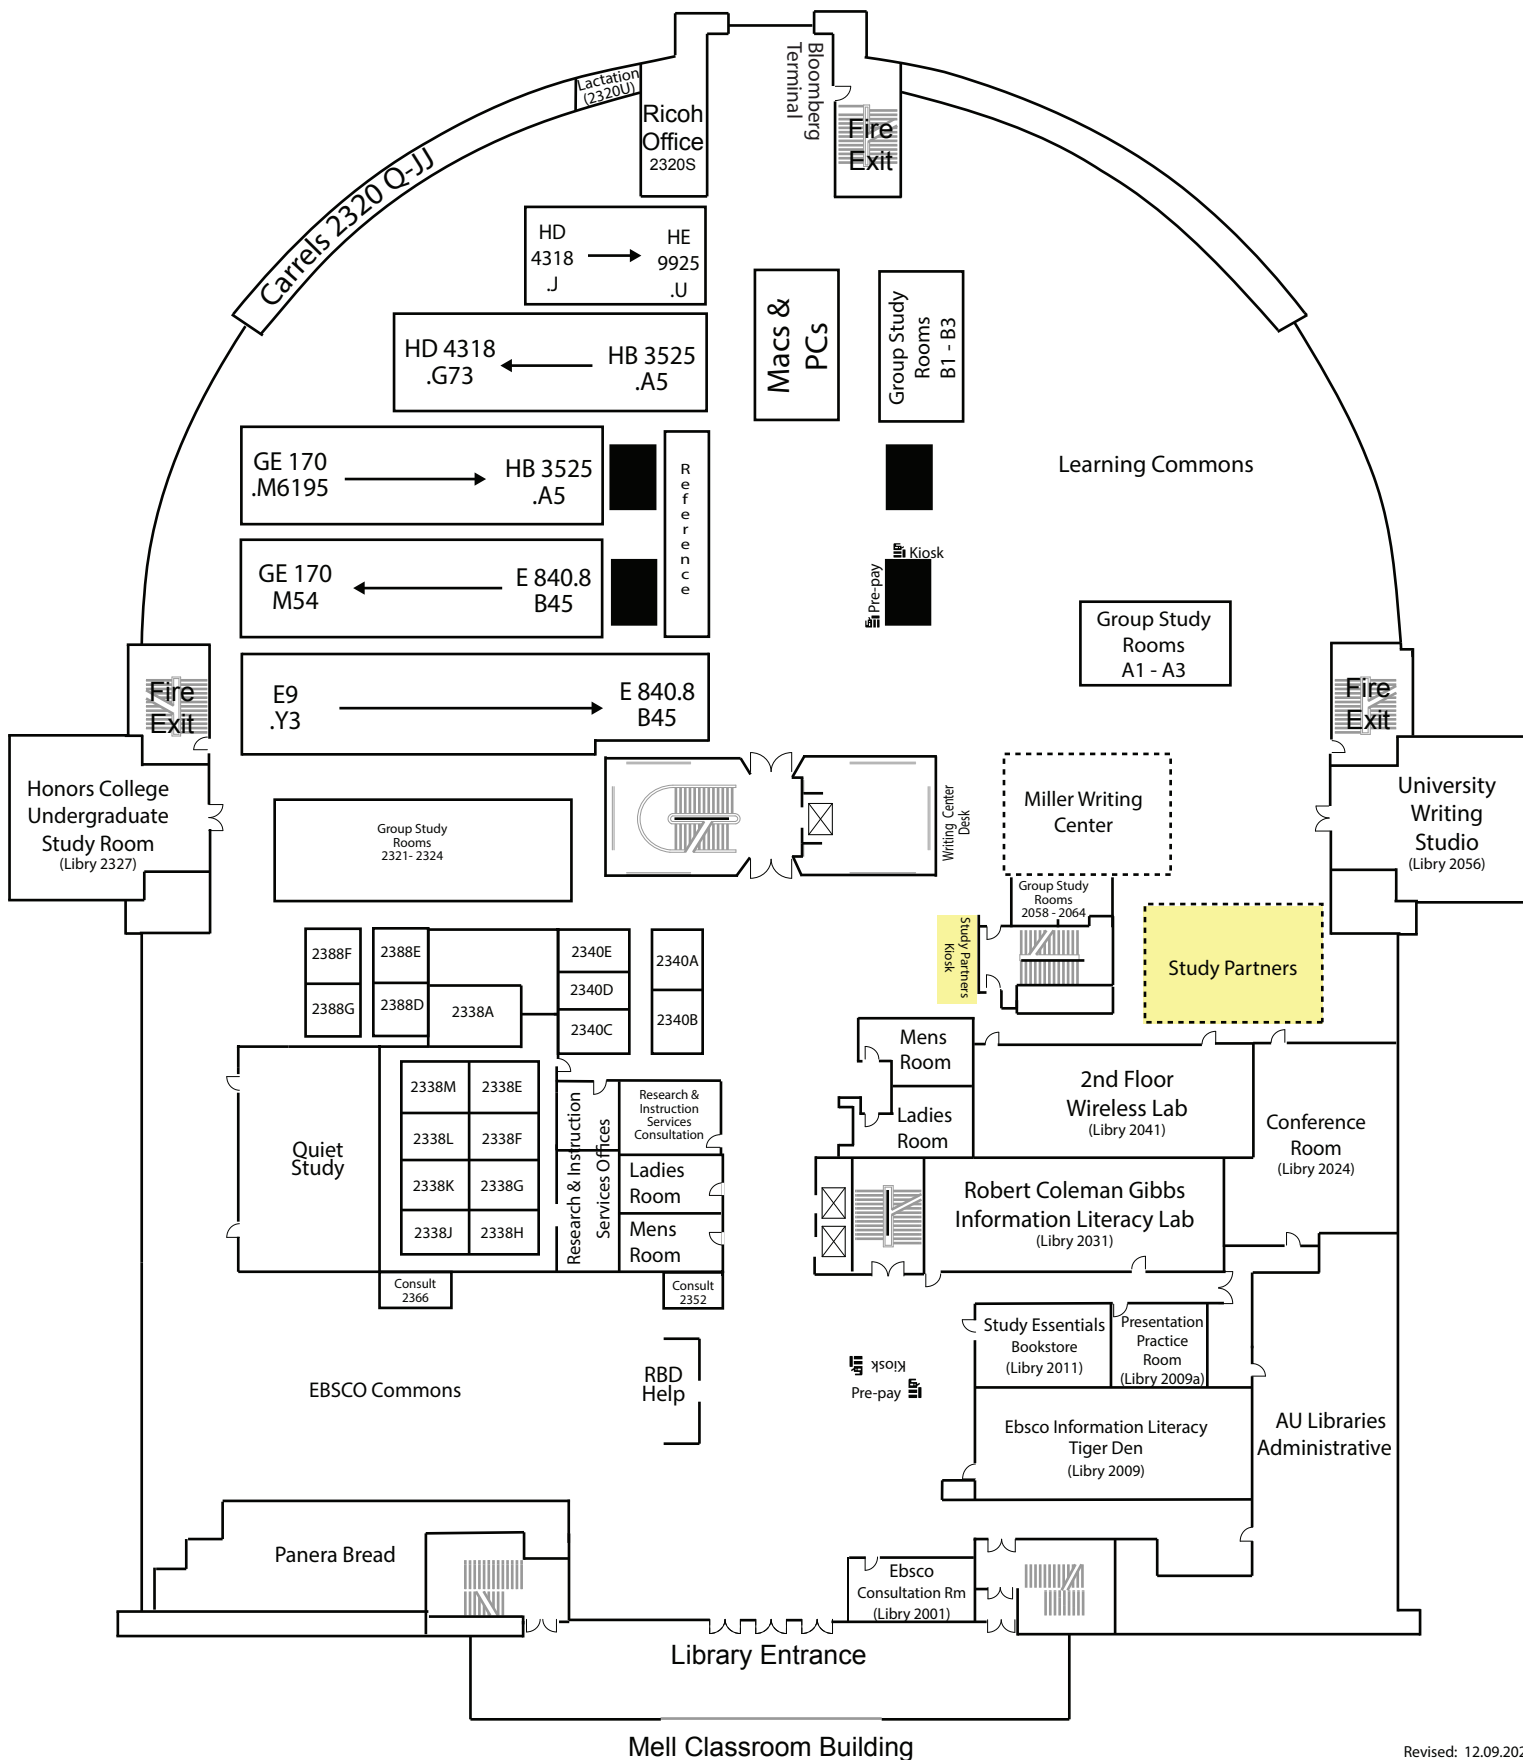 Lactation
(2320U)
Ricoh
Office
2320S
Bloomberg
Terminal
Fire
Exit
Carrels 2320 Q-JJ
HD
4318
.J
HE
9925
.U
HD 4318
.G73
HB 3525
.A5
Macs &
PCs
Group Study
Rooms
B1 - B3
GE 170
.M6195
HB 3525
.A5
Reference
Learning Commons
GE 170
M54
E 840.8
B45
Kiosk
Pre-pay
Group Study
Rooms
A1 - A3
Fire
Exit
E9
.Y3
E 840.8
B45
Fire
Exit
Honors College
Undergraduate
Study Room
(Libry 2327)
Group Study
Rooms
2321- 2324
Writing Center
Desk
Miller Writing
Center
University
Writing
Studio
(Libry 2056)
Group Study
Rooms
2058 - 2064
Study Partners
Kiosk
Study Partners
2388F
2388E
2340E
2340A
2388G
2388D
2338A
2340D
2340C
2340B
Mens
Room
Ladies
Room
2nd Floor
Wireless Lab
(Libry 2041)
Conference
Room
(Libry 2024)
Quiet
Study
2338M
2338E
2338L
2338F
2338K
2338G
2338J
2338H
Research & Instruction
Services Offices
Research &
Instruction
Services
Consultation
Ladies
Room
Mens
Room
Robert Coleman Gibbs
Information Literacy Lab
(Libry 2031)
Consult
2366
Consult
2352
Study Essentials
Bookstore
(Libry 2011)
Presentation
Practice
Room
(Libry 2009a)
EBSCO Commons
RBD
Help
Kiosk
Pre-pay
Ebsco Information Literacy
Tiger Den
(Libry 2009)
AU Libraries
Administrative
Panera Bread
Ebsco
Consultation Rm
(Libry 2001)
Library Entrance
Mell Classroom Building
Revised: 12.09.202